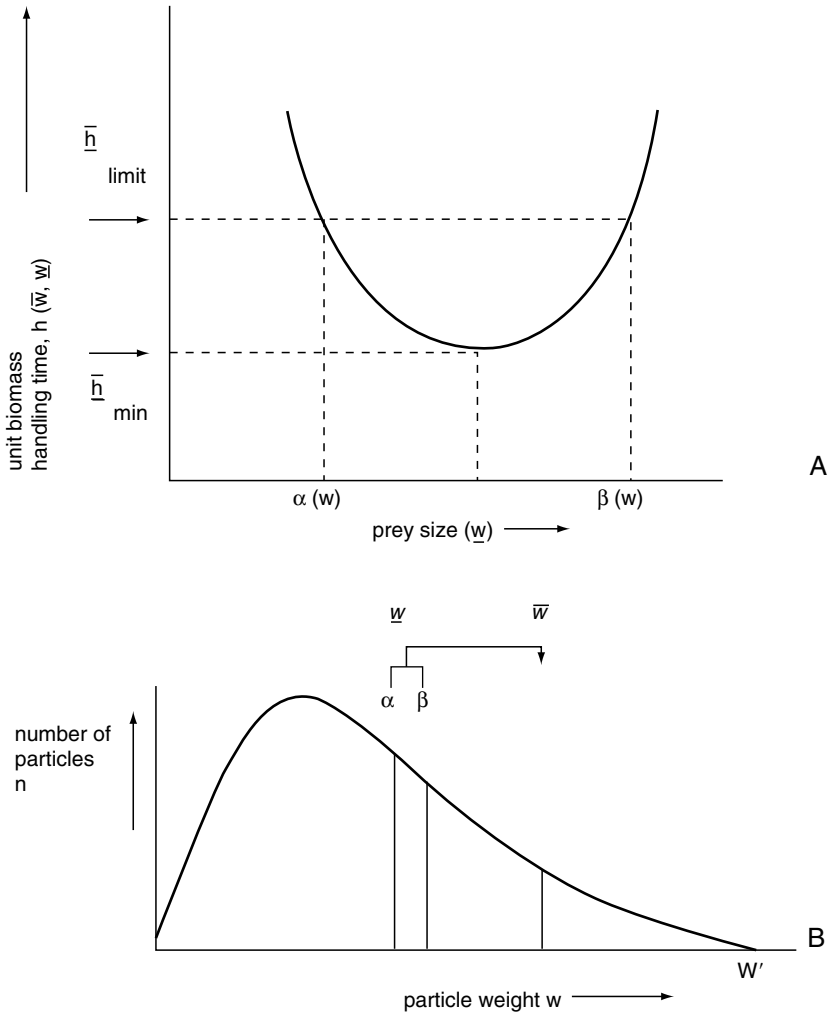 h̲̅
limit
unit biomass
handling time, h (w̅, w̲)
h̲̅
min
A
α (w)
β (w)
prey size (w̲)
w̲
w̅
α
β
number of
particles
n
B
W′
particle weight w